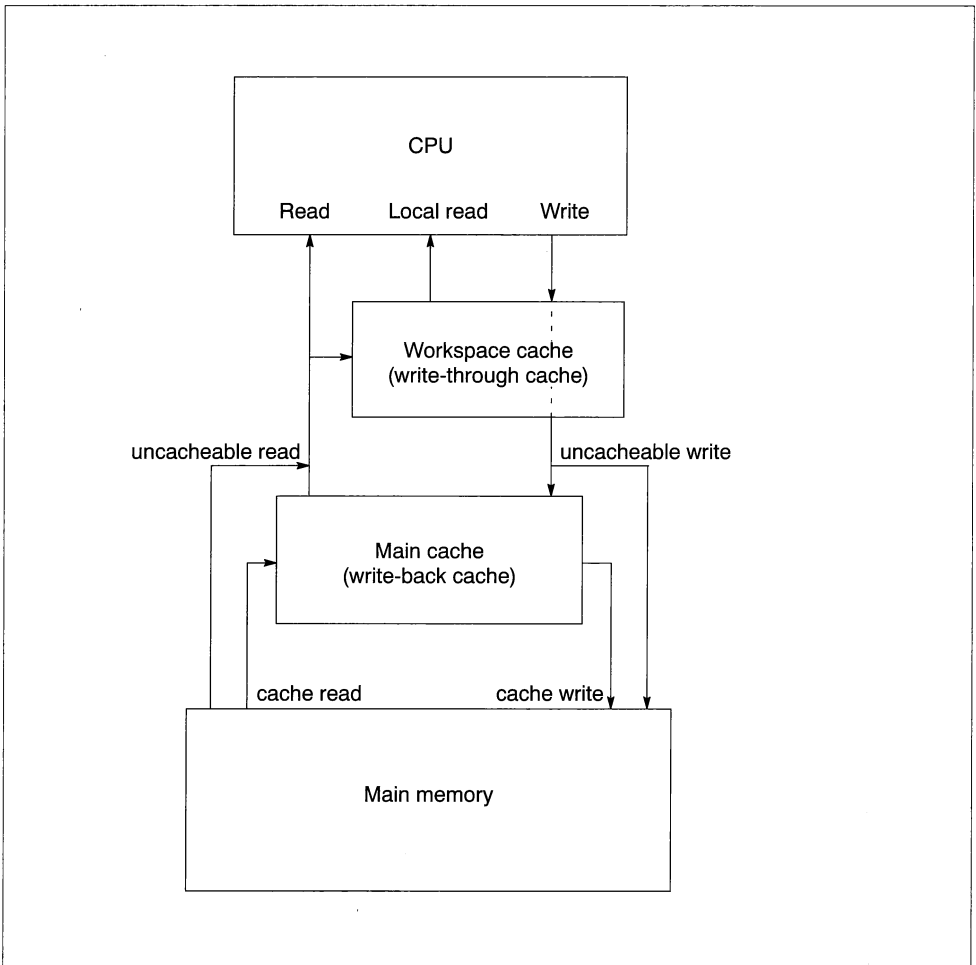 CPU
Read Local read Write
Workspace cache
(write-through cache)
uncacheable read uncacheable write
Main cache
(write-back cache)
cache read cache write
Main memory